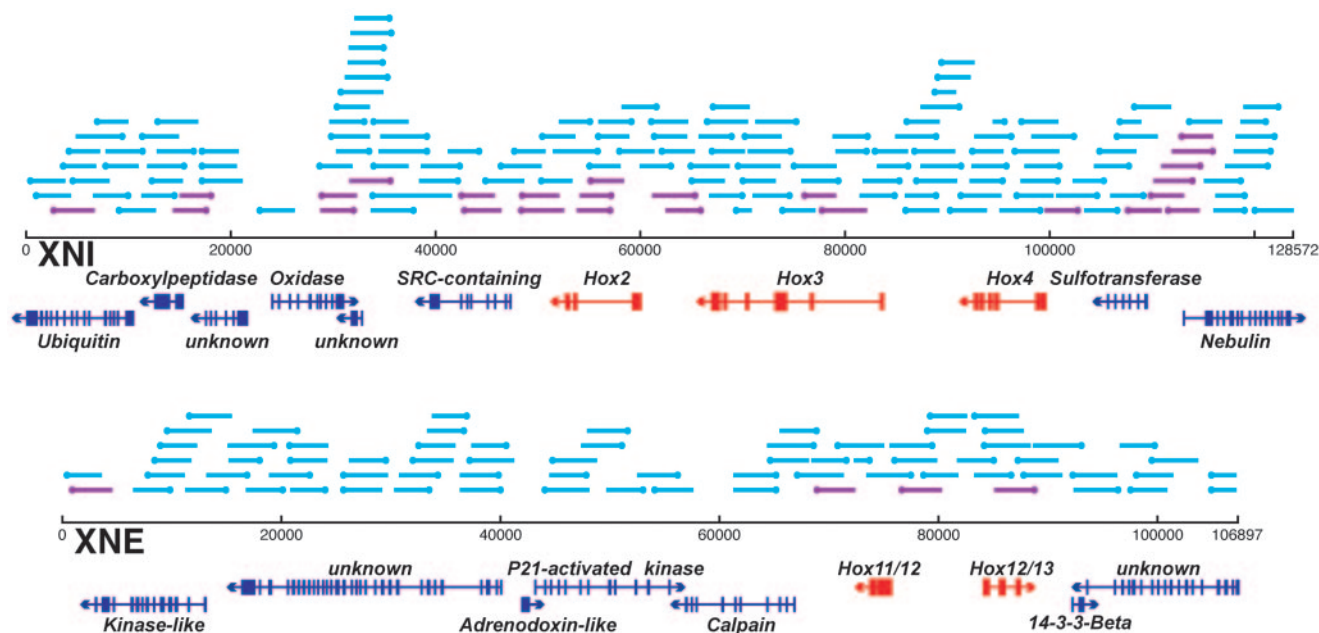 0 20000 40000 60000 80000 100000 128572
XNI
Carboxylpeptidase Oxidase SRC-containing Hox2 Hox3 Hox4 Sulfotransferase
Ubiquitin unknown unknown Nebulin
0 20000 40000 60000 80000 100000 106897
XNE
unknown P21-activated kinase Hox11/12 Hox12/13 unknown
Kinase-like Adrenodoxin-like Calpain 14-3-3-Beta